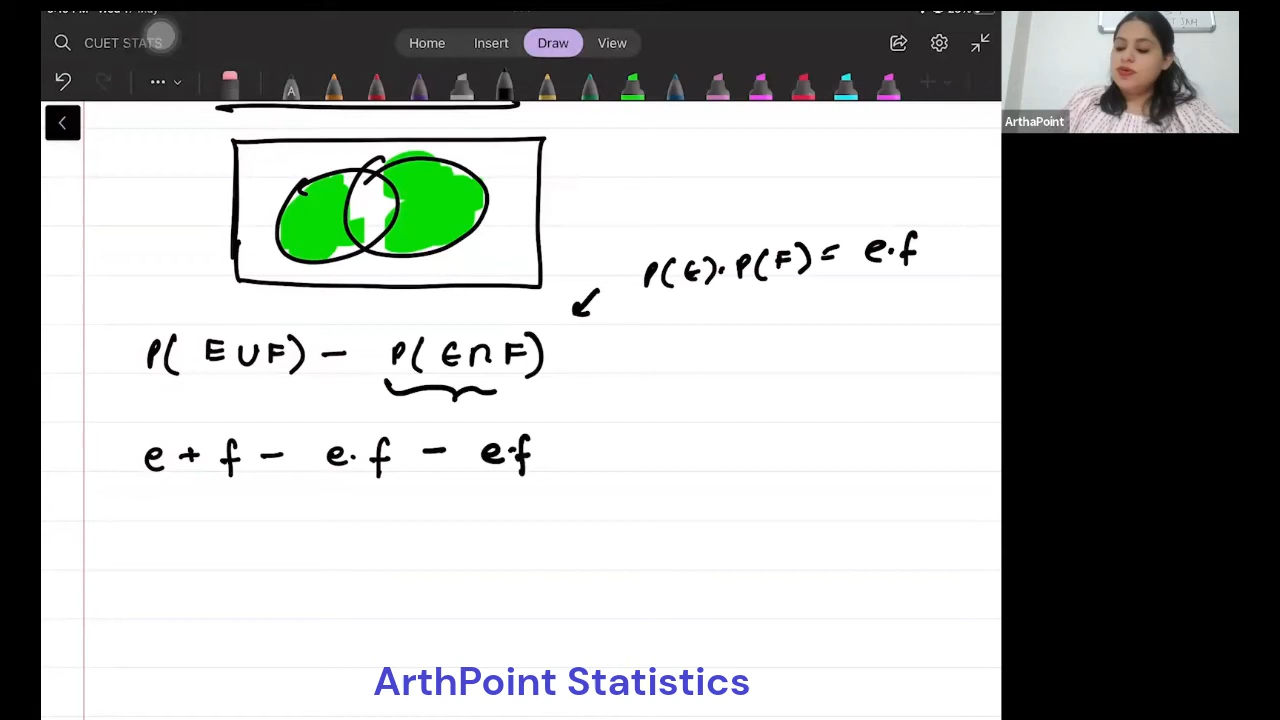 CUET STATS
Home Insert Draw View
A
ArthaPoint
P(E).P(F) = e.f
P( E∪F) - P( E∩F)
e + f - e.f - e.f
ArthPoint Statistics